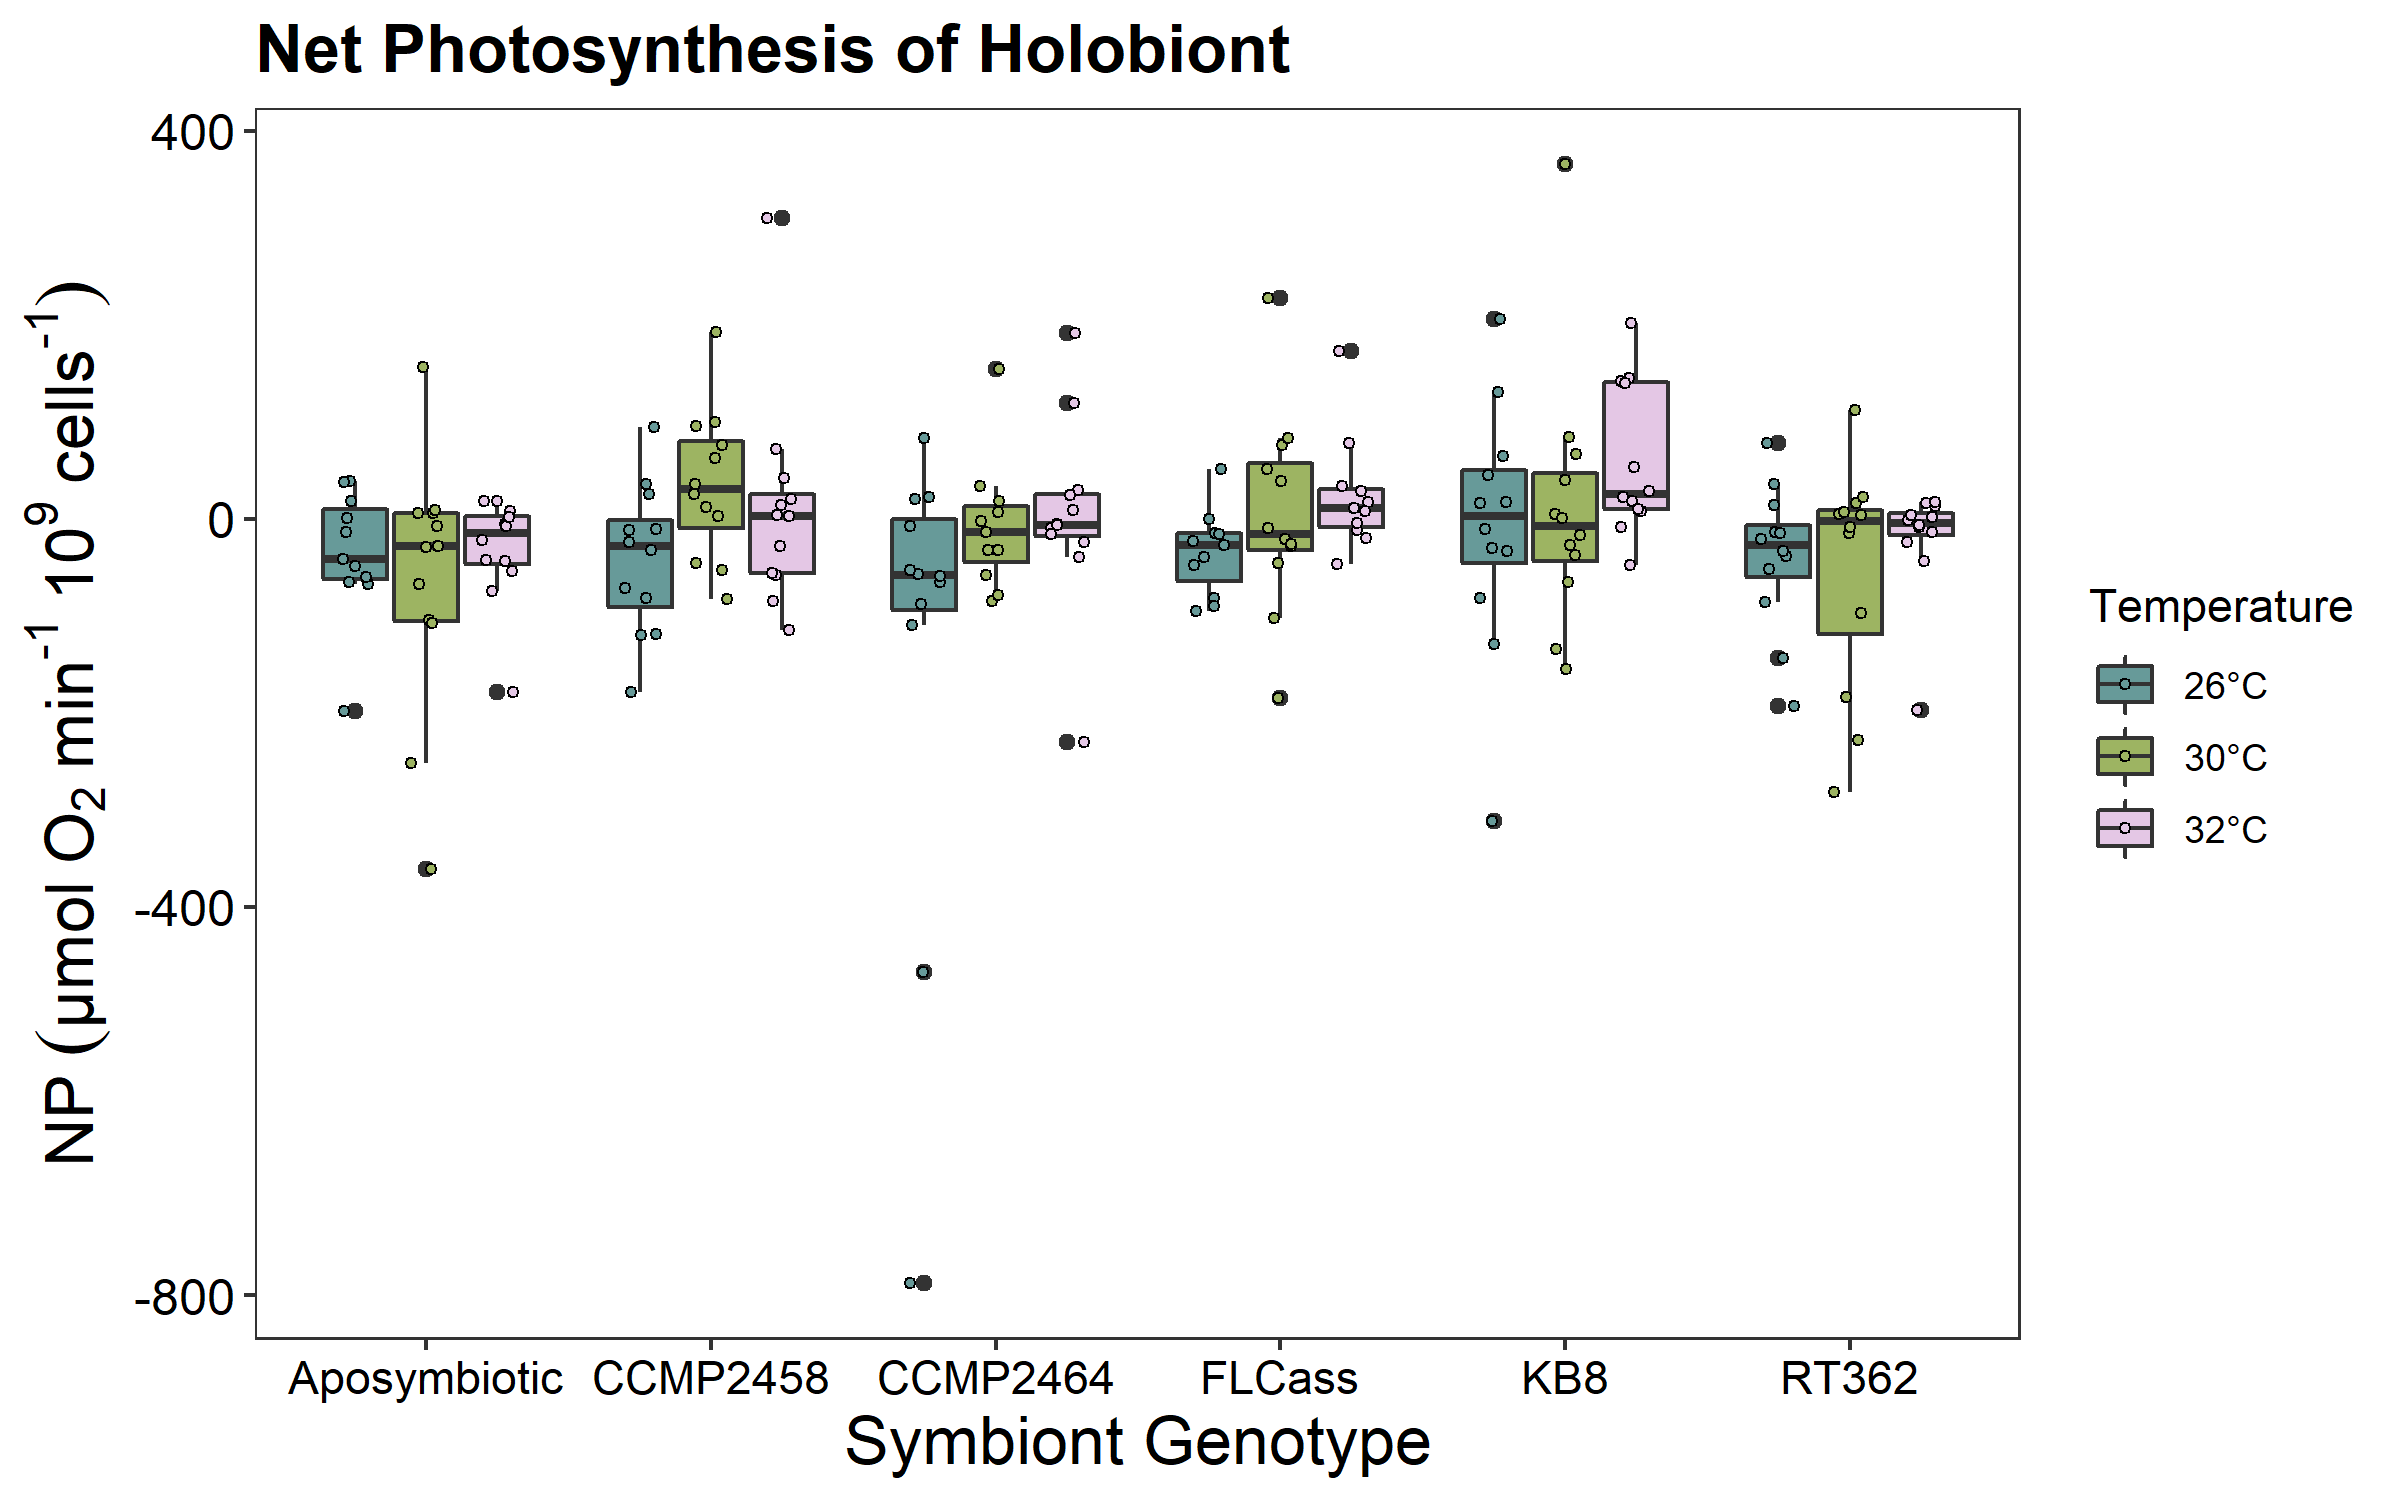 Net Photosynthesis of Holobiont
NP (µmol O₂ min⁻¹ 10⁹ cells⁻¹)
400
0
-400
-800
Aposymbiotic CCMP2458 CCMP2464 FLCass KB8 RT362
Symbiont Genotype
Temperature
26°C
30°C
32°C